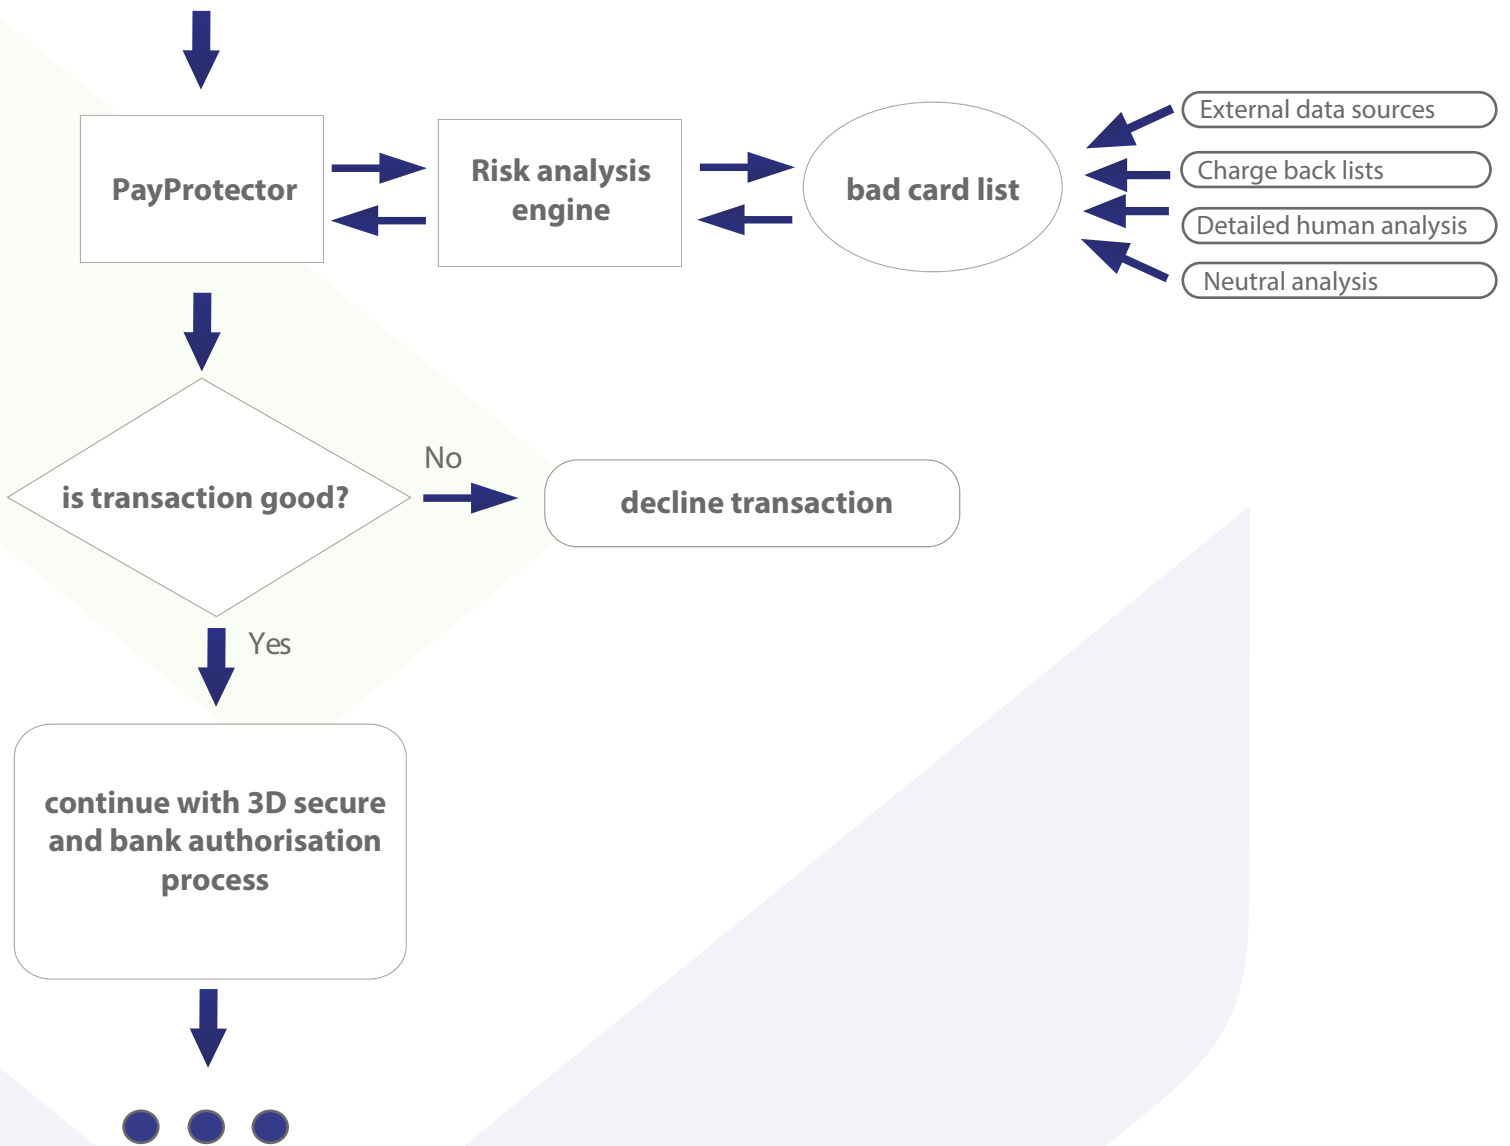 External data sources
Charge back lists
Detailed human analysis
Neutral analysis
PayProtector
Risk analysis
engine
bad card list
is transaction good?
No
decline transaction
Yes
continue with 3D secure
and bank authorisation
process